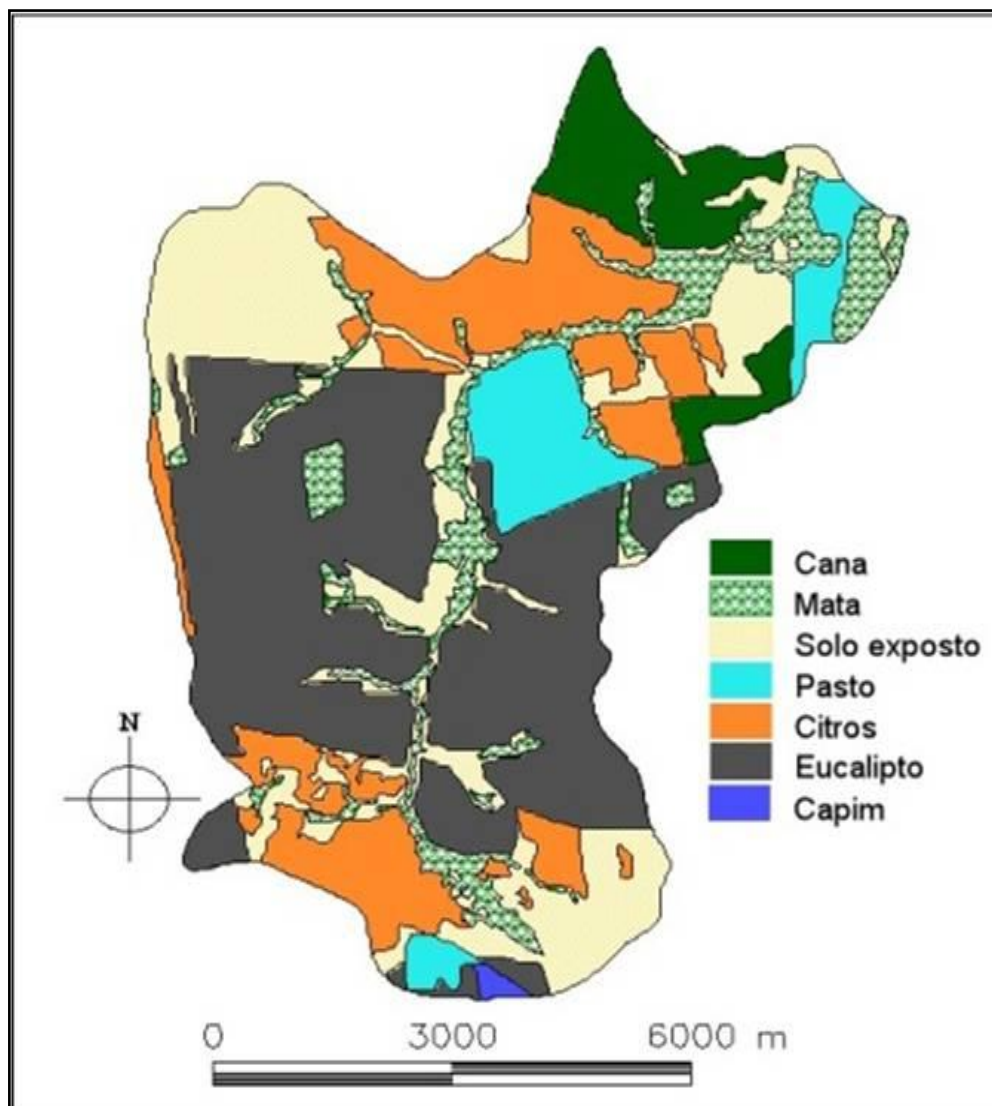 Cana
Mata
Solo exposto
Pasto
Citros
Eucalipto
Capim
N
0 3000 6000 m